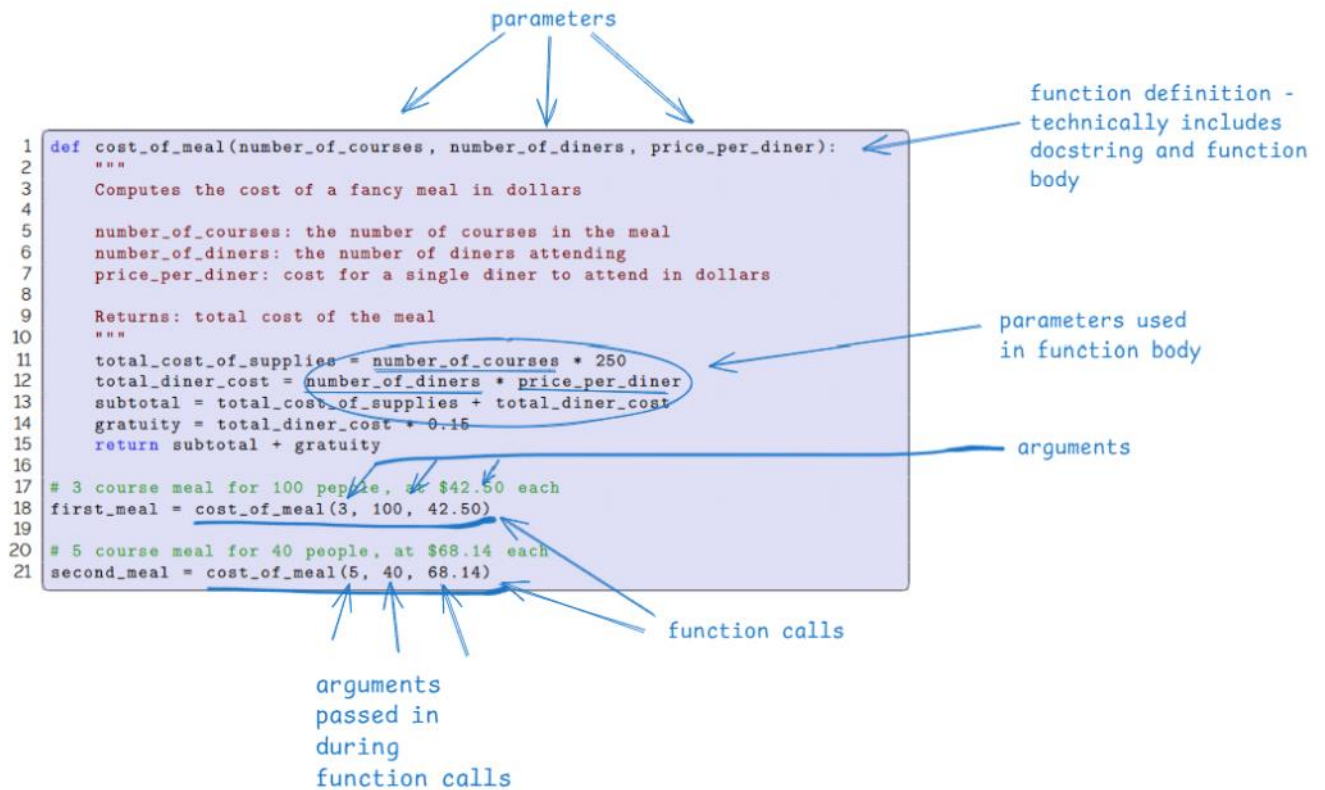 parameters
function definition -
technically includes
docstring and function
body
1 def cost_of_meal(number_of_courses, number_of_diners, price_per_diner):
2 """
3 Computes the cost of a fancy meal in dollars
4
5 number_of_courses: the number of courses in the meal
6 number_of_diners: the number of diners attending
7 price_per_diner: cost for a single diner to attend in dollars
8
9 Returns: total cost of the meal
10 """
11 total_cost_of_supplies = number_of_courses * 250
12 total_diner_cost = number_of_diners * price_per_diner
13 subtotal = total_cost_of_supplies + total_diner_cost
14 gratuity = total_diner_cost * 0.15
15 return subtotal + gratuity
16
17 # 3 course meal for 100 people, at $42.50 each
18 first_meal = cost_of_meal(3, 100, 42.50)
19
20 # 5 course meal for 40 people, at $68.14 each
21 second_meal = cost_of_meal(5, 40, 68.14)
parameters used
in function body
arguments
function calls
arguments
passed in
during
function calls